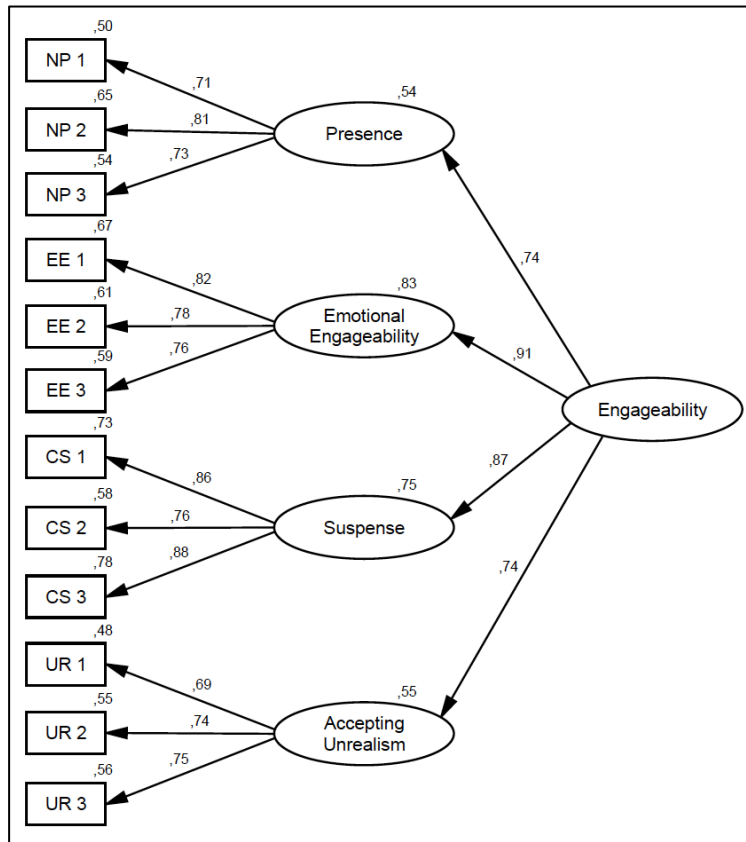 ,50
NP 1
,71
,65
NP 2
,81
,54
NP 3
,73
,54
Presence
,74
,67
EE 1
,82
,61
EE 2
,78
,59
EE 3
,76
,83
Emotional
Engageability
,91
Engageability
,73
CS 1
,86
,58
CS 2
,76
,78
CS 3
,88
,75
Suspense
,87
,74
,48
UR 1
,69
,55
UR 2
,74
,56
UR 3
,75
,55
Accepting
Unrealism